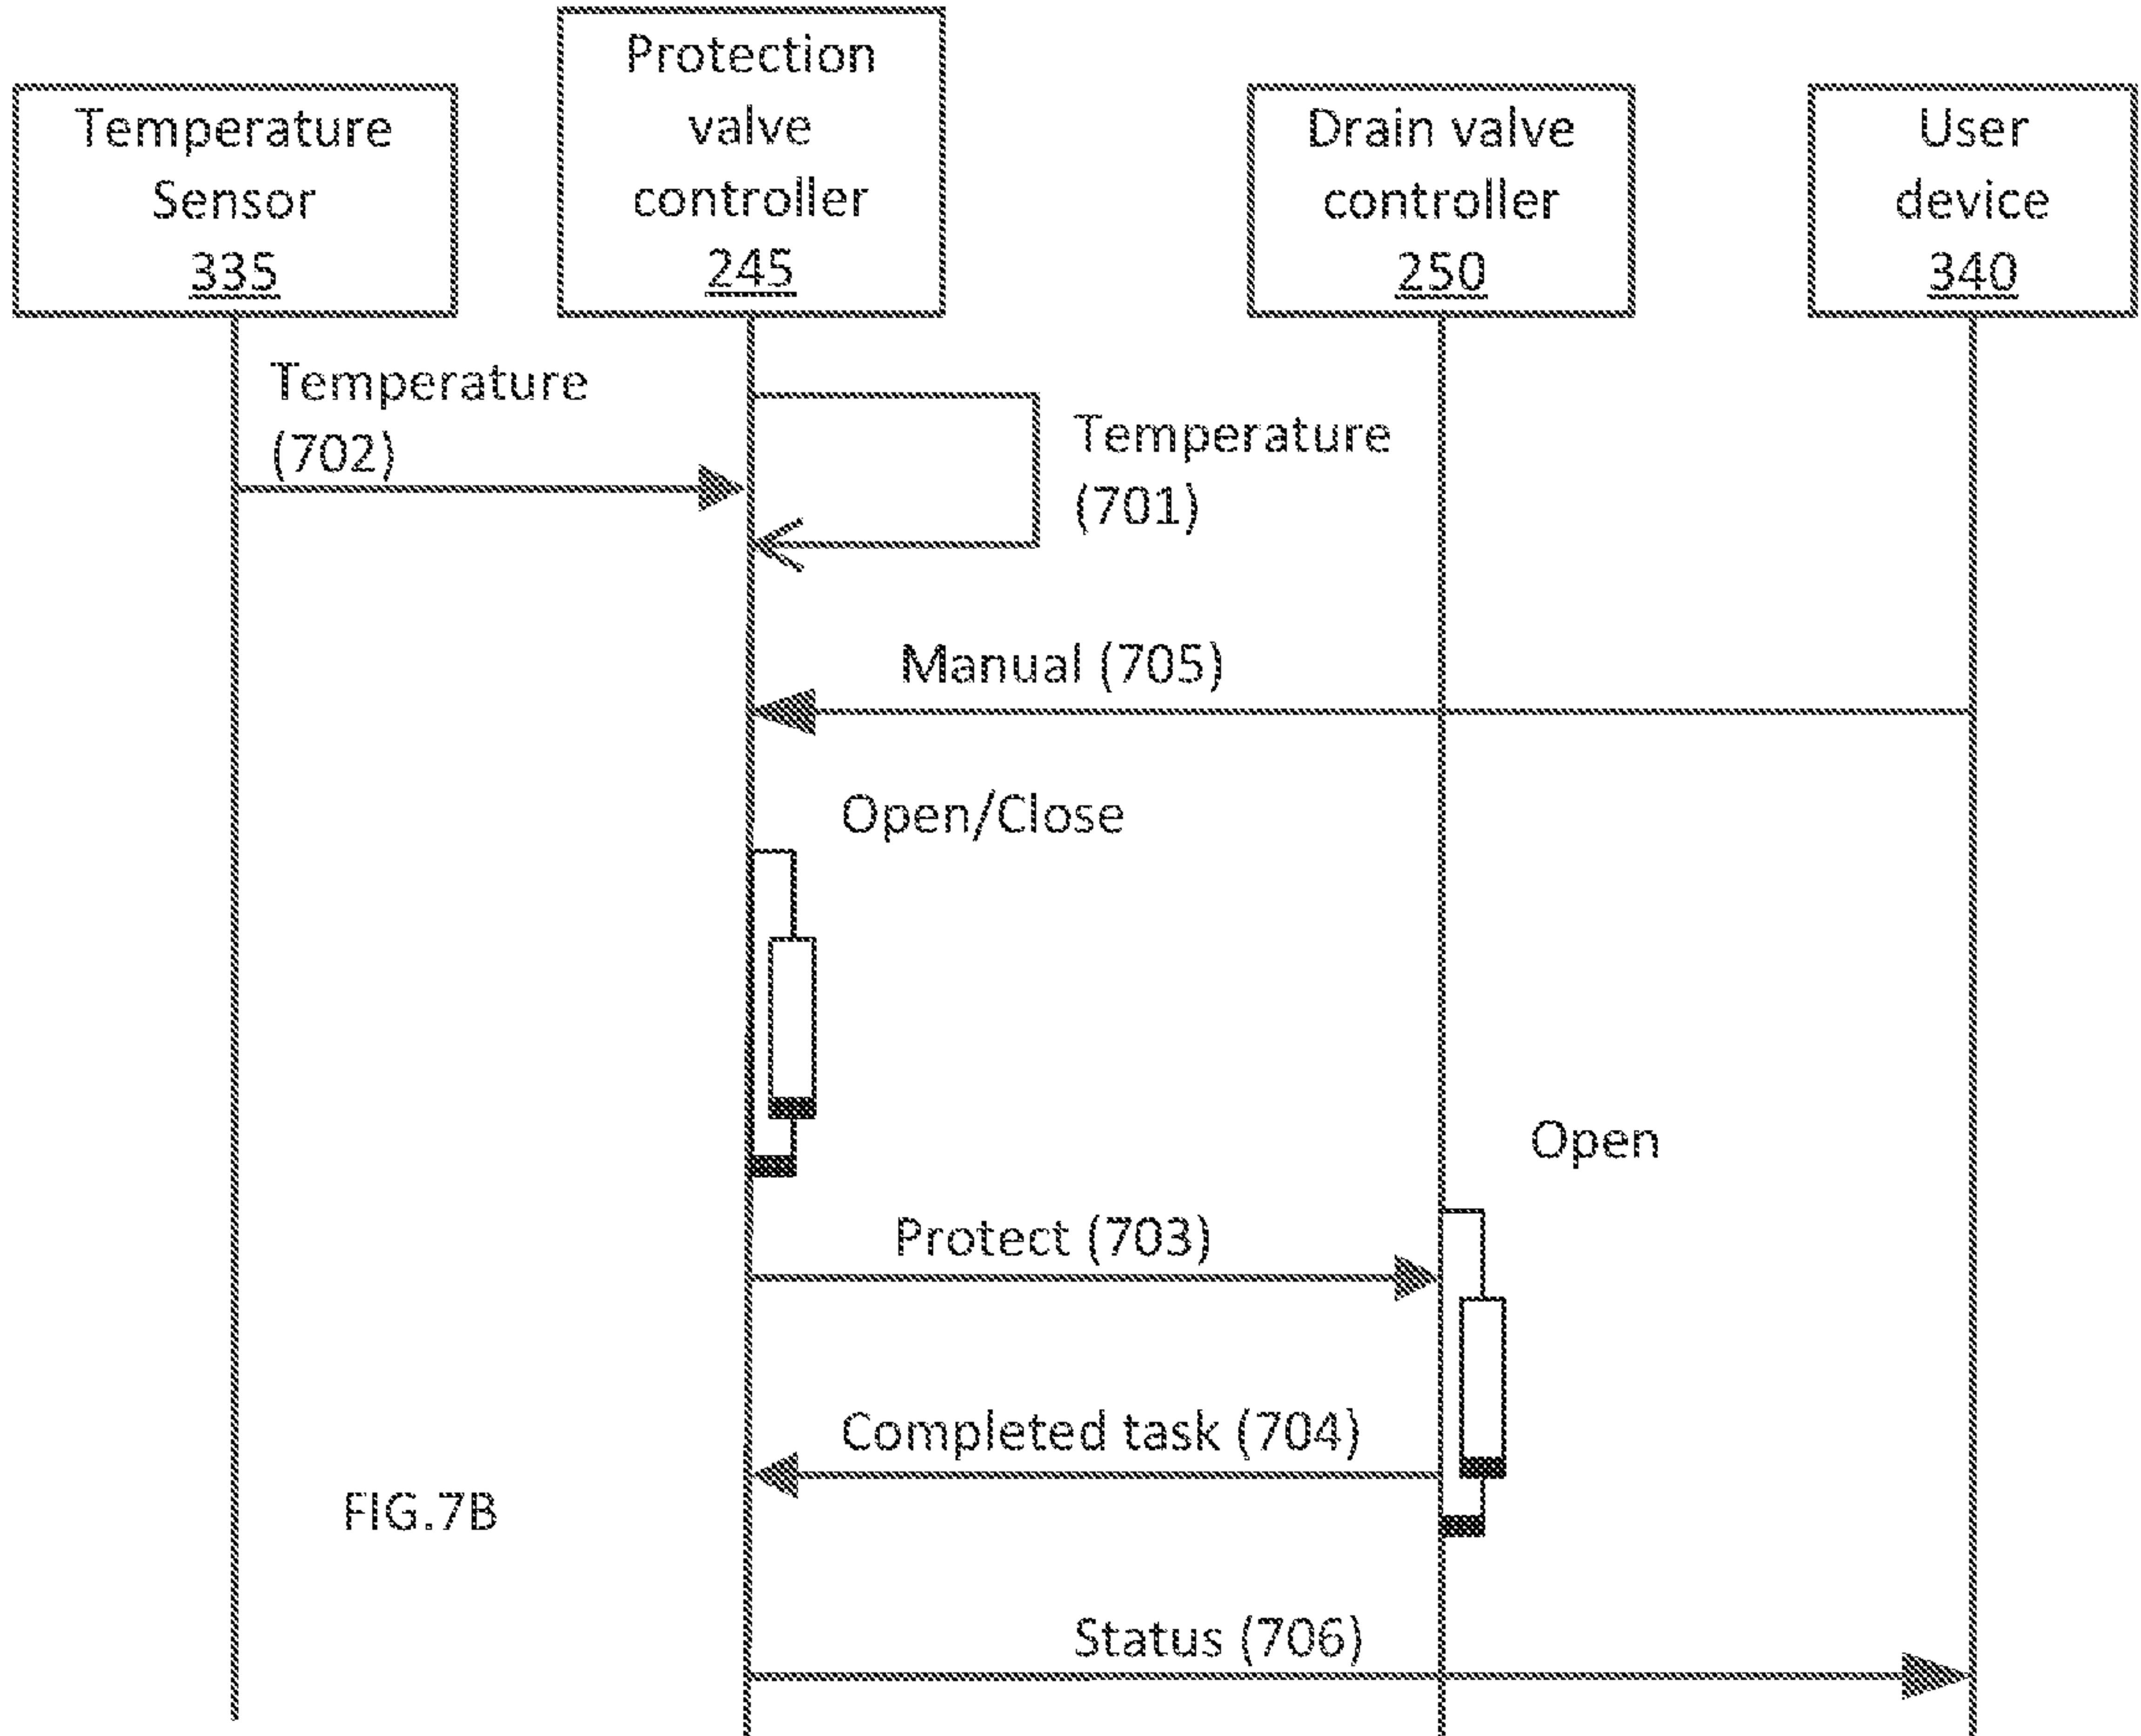 Temperature
Sensor
335
Protection
valve
controller
245
Drain valve
controller
250
User
device
340
Temperature
(702)
Temperature
(701)
Manual (705)
Open/Close
Open
Protect (703)
Completed task (704)
FIG.7B
Status (706)